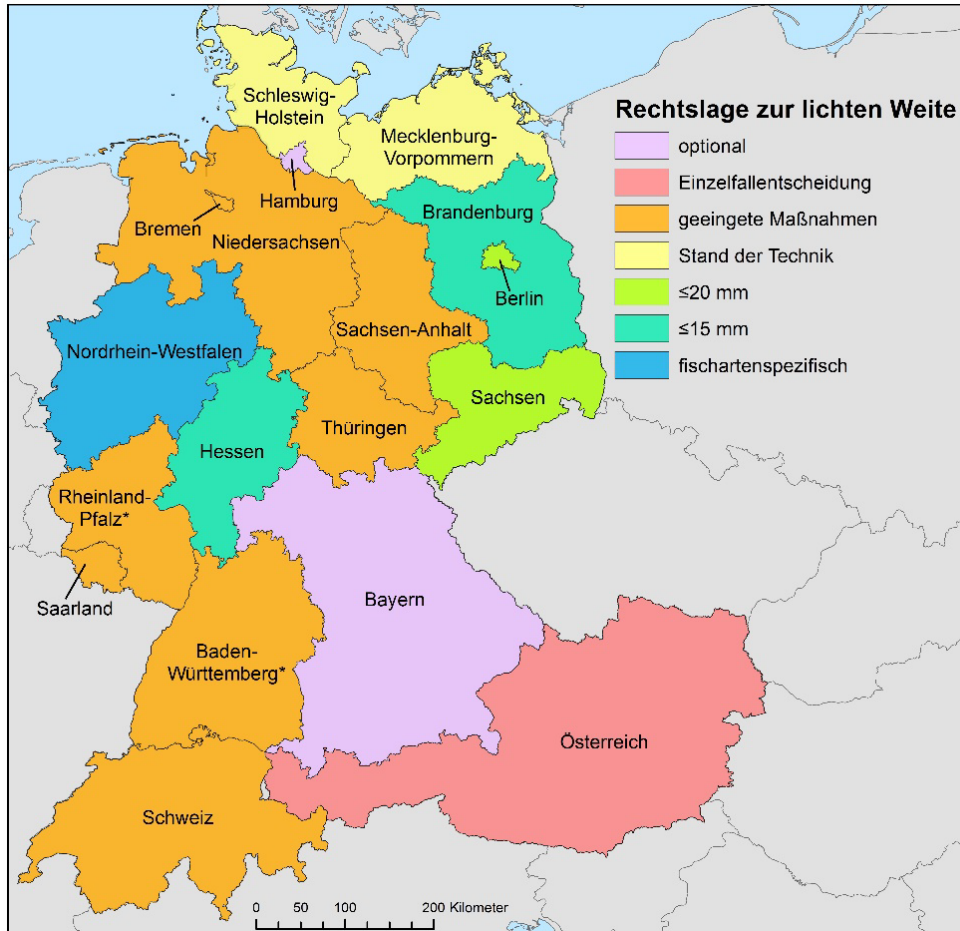 Rechtslage zur lichten Weite
optional
Einzelfallentscheidung
geeingete Maßnahmen
Stand der Technik
≤20 mm
≤15 mm
fischartenspezifisch
Schleswig-
Holstein
Mecklenburg-
Vorpommern
Hamburg
Bremen
Niedersachsen
Brandenburg
Berlin
Sachsen-Anhalt
Nordrhein-Westfalen
Sachsen
Thüringen
Hessen
Rheinland-
Pfalz*
Saarland
Bayern
Baden-
Württemberg*
Österreich
Schweiz
0 50 100 200 Kilometer